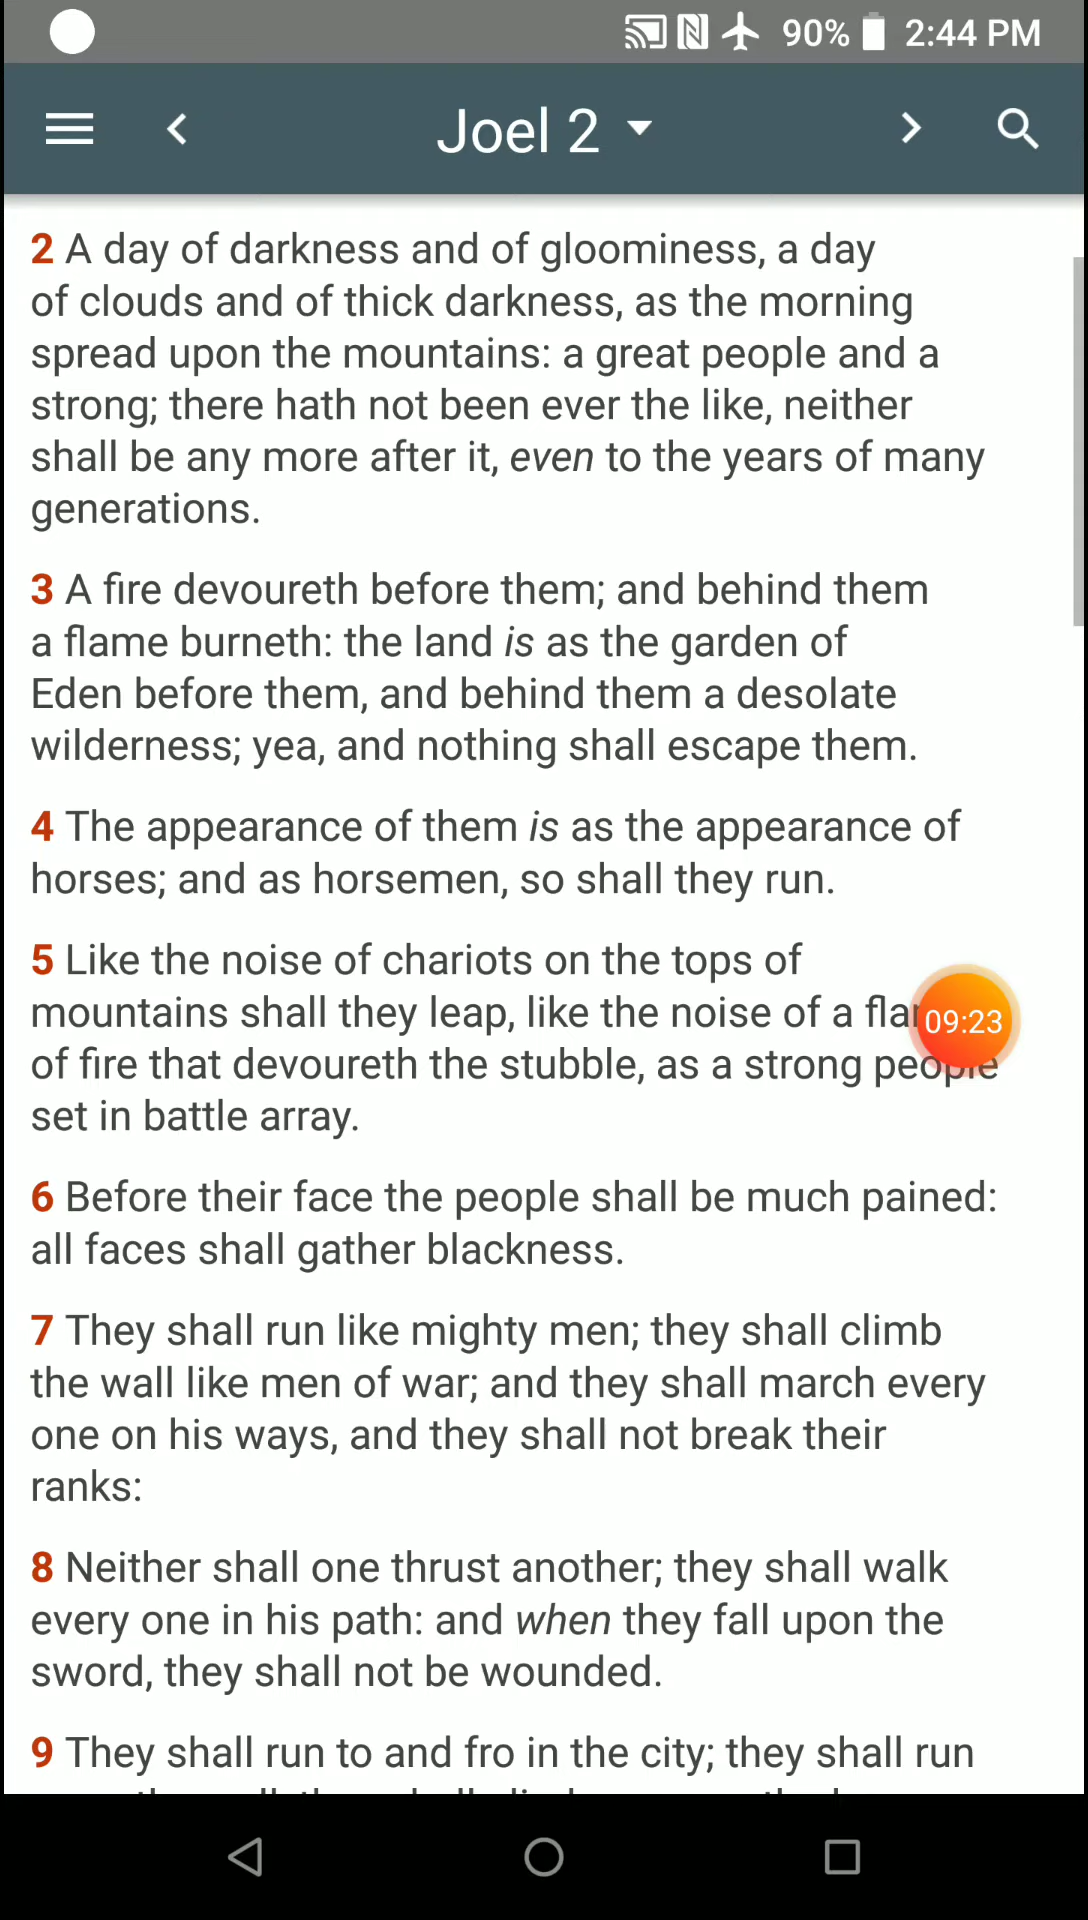 90% 2:44 PM
Joel 2
2 A day of darkness and of gloominess, a day
of clouds and of thick darkness, as the morning
spread upon the mountains: a great people and a
strong; there hath not been ever the like, neither
shall be any more after it, even to the years of many
generations.
3 A fire devoureth before them; and behind them
a flame burneth: the land is as the garden of
Eden before them, and behind them a desolate
wilderness; yea, and nothing shall escape them.
4 The appearance of them is as the appearance of
horses; and as horsemen, so shall they run.
5 Like the noise of chariots on the tops of
mountains shall they leap, like the noise of a
09:23
of fire that devoureth the stubble, as a strong people
set in battle array.
6 Before their face the people shall be much pained:
all faces shall gather blackness.
7 They shall run like mighty men; they shall climb
the wall like men of war; and they shall march every
one on his ways, and they shall not break their
ranks:
8 Neither shall one thrust another; they shall walk
every one in his path: and when they fall upon the
sword, they shall not be wounded.
9 They shall run to and fro in the city; they shall run